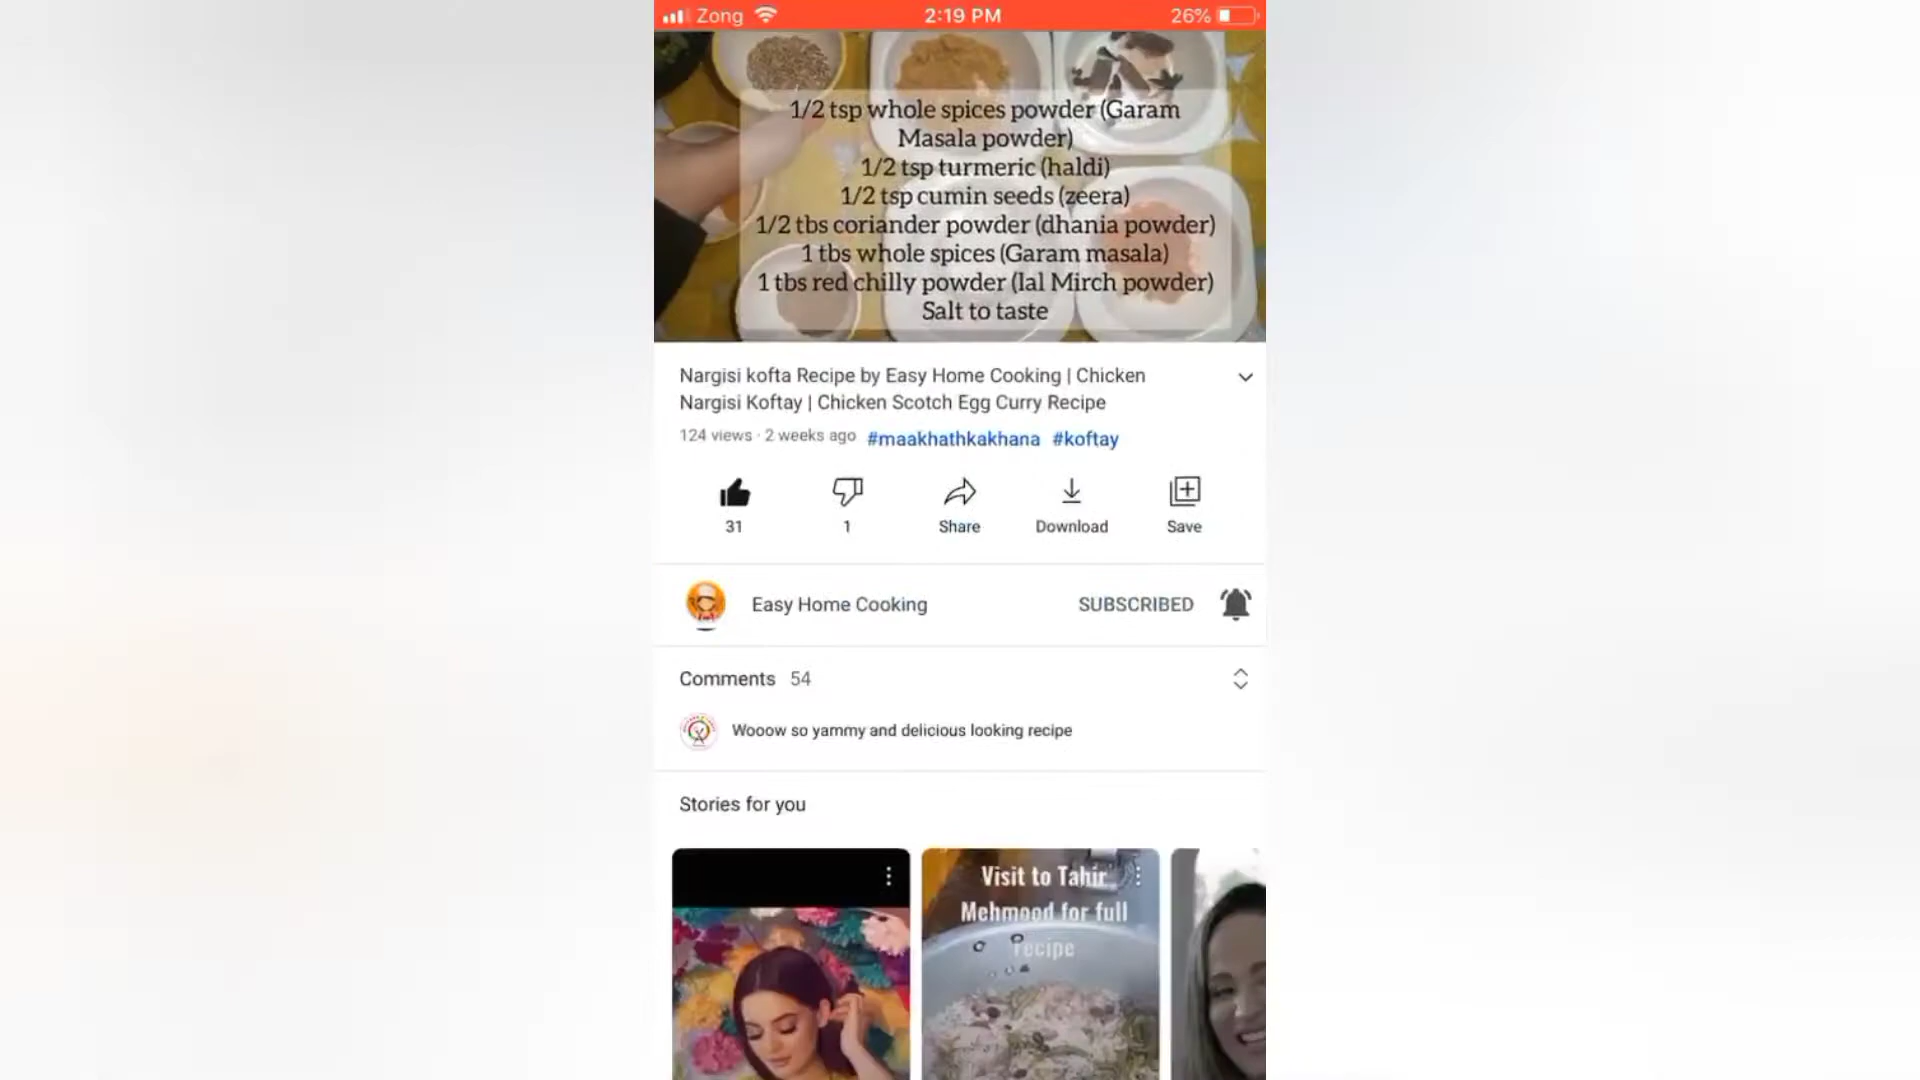 Zong
2:19 PM
26%
1/2 tsp whole spices powder (Garam
Masala powder)
1/2 tsp turmeric (haldi)
1/2 tsp cumin seeds (zeera)
1/2 tbs coriander powder (dhania powder)
1 tbs whole spices (Garam masala)
1 tbs red chilly powder (lal Mirch powder)
Salt to taste
Nargisi kofta Recipe by Easy Home Cooking | Chicken
Nargisi Koftay | Chicken Scotch Egg Curry Recipe
124 views · 2 weeks ago #maakhathkakhana #koftay
31
1
Share
Download
Save
Easy Home Cooking
SUBSCRIBED
Comments 54
Wooow so yammy and delicious looking recipe
Stories for you
Visit to Tahir
Mehmood for full
recipe